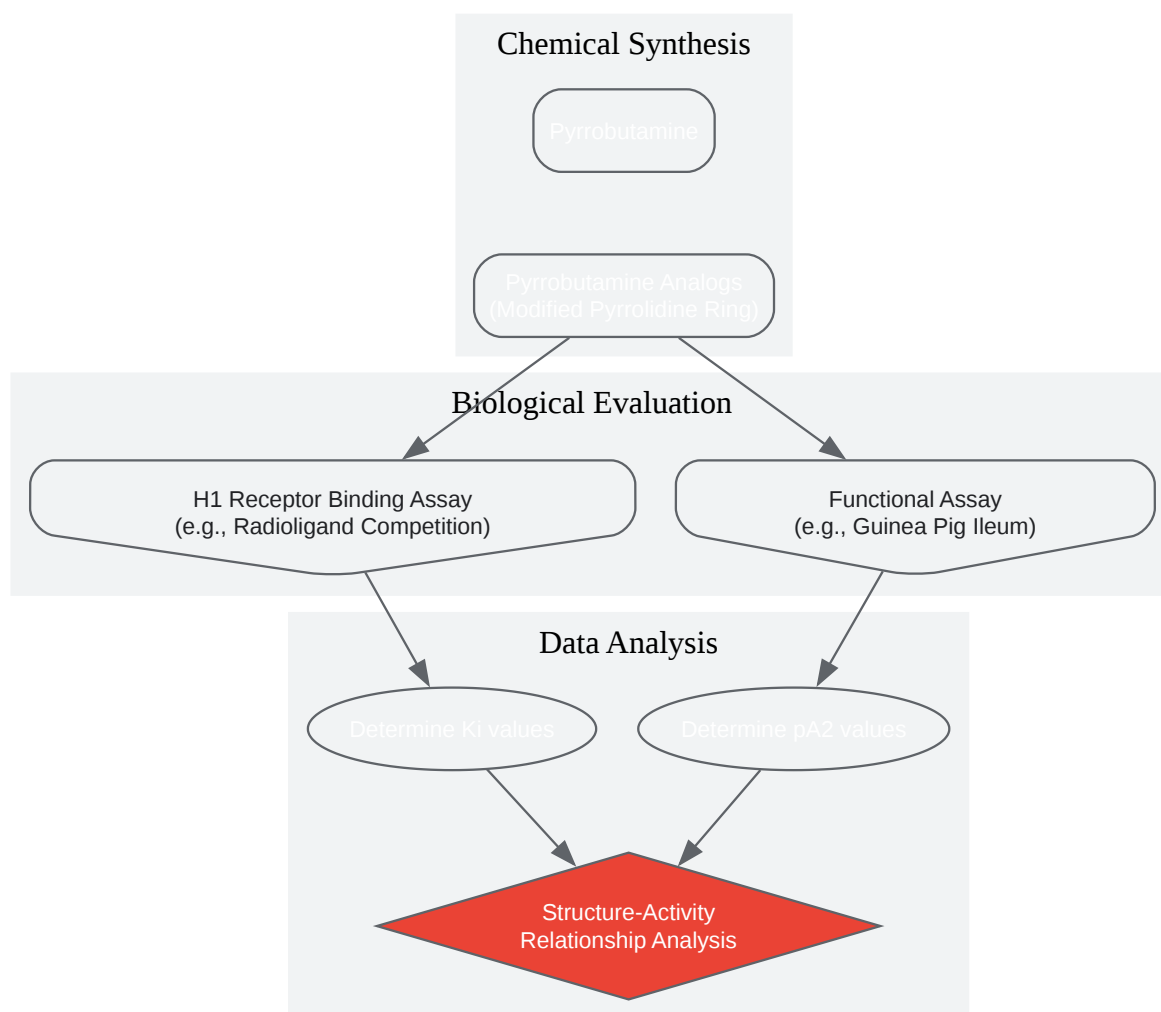 Chemical Synthesis
Pyrrobutamine
Pyrrobutamine Analogs
(Modified Pyrrolidine Ring)
Biological Evaluation
H1 Receptor Binding Assay
(e.g., Radioligand Competition)
Functional Assay
(e.g., Guinea Pig Ileum)
Data Analysis
Determine Ki values
Determine pA2 values
Structure-Activity
Relationship Analysis